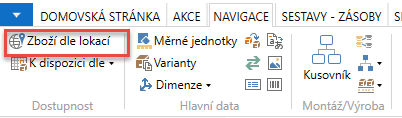 DOMOVSKÁ STRÁNKA AKCE NAVIGACE SESTAVY - ZÁSOBY
Zboží dle lokací
K dispozici dle
Dostupnost
Měrné jednotky
Varianty
Dimenze
Hlavní data
Kusovník
Montáž/Výroba